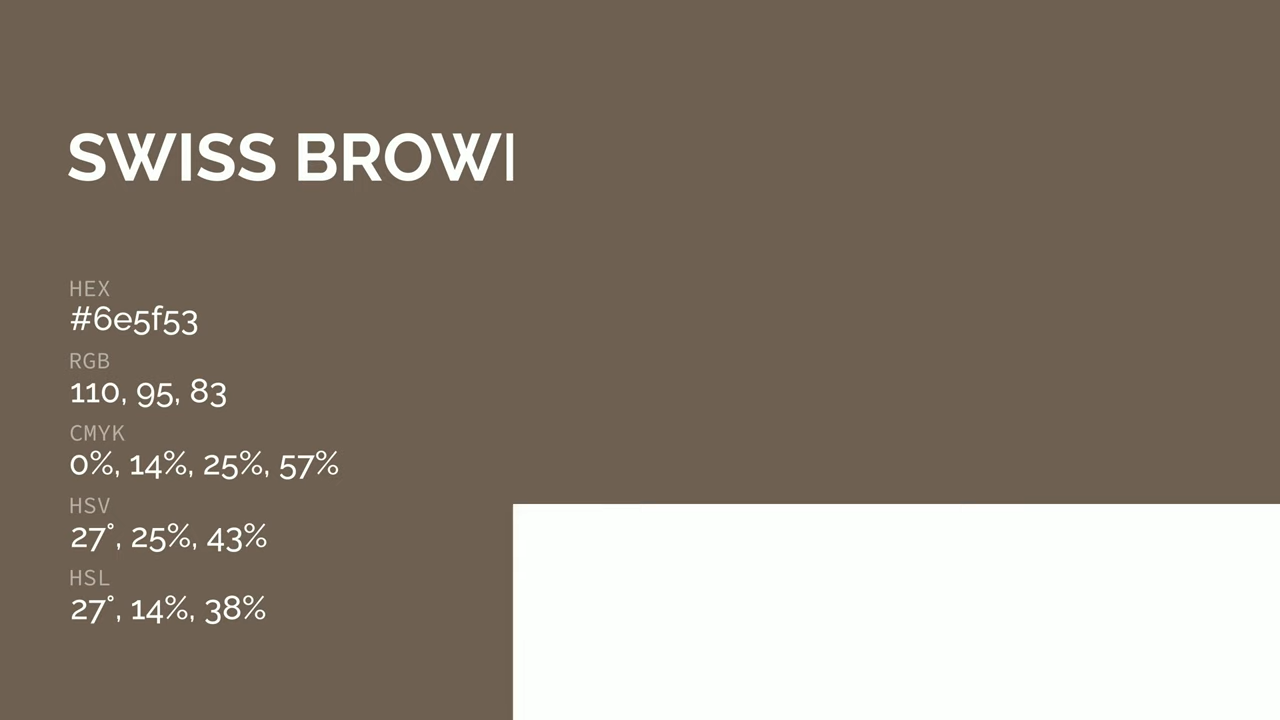 SWISS BROWI
HEX
#6e5f53
RGB
110, 95, 83
CMYK
0%, 14%, 25%, 57%
HSV
27°, 25%, 43%
HSL
27°, 14%, 38%